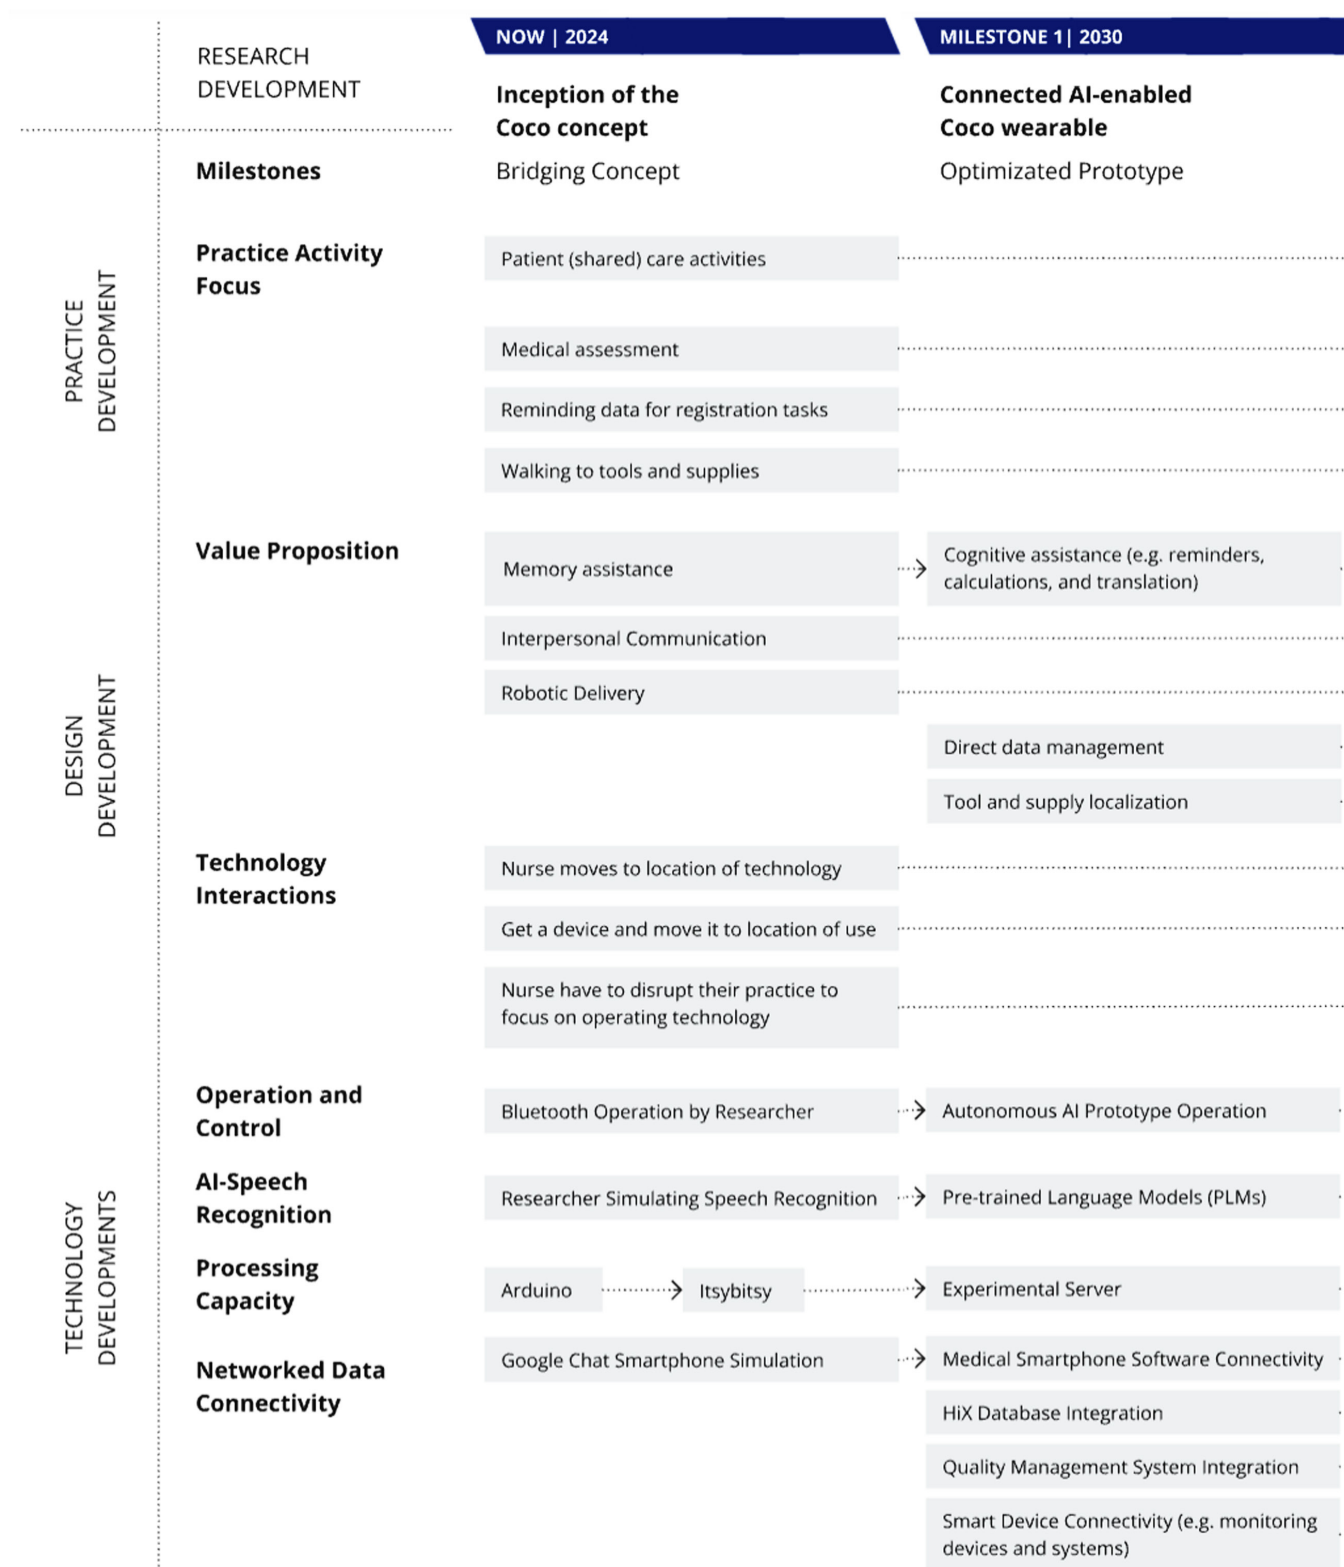 RESEARCH
DEVELOPMENT
NOW | 2024
MILESTONE 1| 2030
Inception of the
Coco concept
Connected AI-enabled
Coco wearable
Milestones
Bridging Concept
Optimizated Prototype
PRACTICE
DEVELOPMENT
Practice Activity
Focus
Patient (shared) care activities
Medical assessment
Reminding data for registration tasks
Walking to tools and supplies
DESIGN
DEVELOPMENT
Value Proposition
Memory assistance
Cognitive assistance (e.g. reminders,
calculations, and translation)
Interpersonal Communication
Robotic Delivery
Direct data management
Tool and supply localization
Technology
Interactions
Nurse moves to location of technology
Get a device and move it to location of use
Nurse have to disrupt their practice to
focus on operating technology
TECHNOLOGY
DEVELOPMENTS
Operation and
Control
Bluetooth Operation by Researcher
Autonomous AI Prototype Operation
AI-Speech
Recognition
Researcher Simulating Speech Recognition
Pre-trained Language Models (PLMs)
Processing
Capacity
Arduino
Itsybitsy
Experimental Server
Networked Data
Connectivity
Google Chat Smartphone Simulation
Medical Smartphone Software Connectivity
HiX Database Integration
Quality Management System Integration
Smart Device Connectivity (e.g. monitoring
devices and systems)